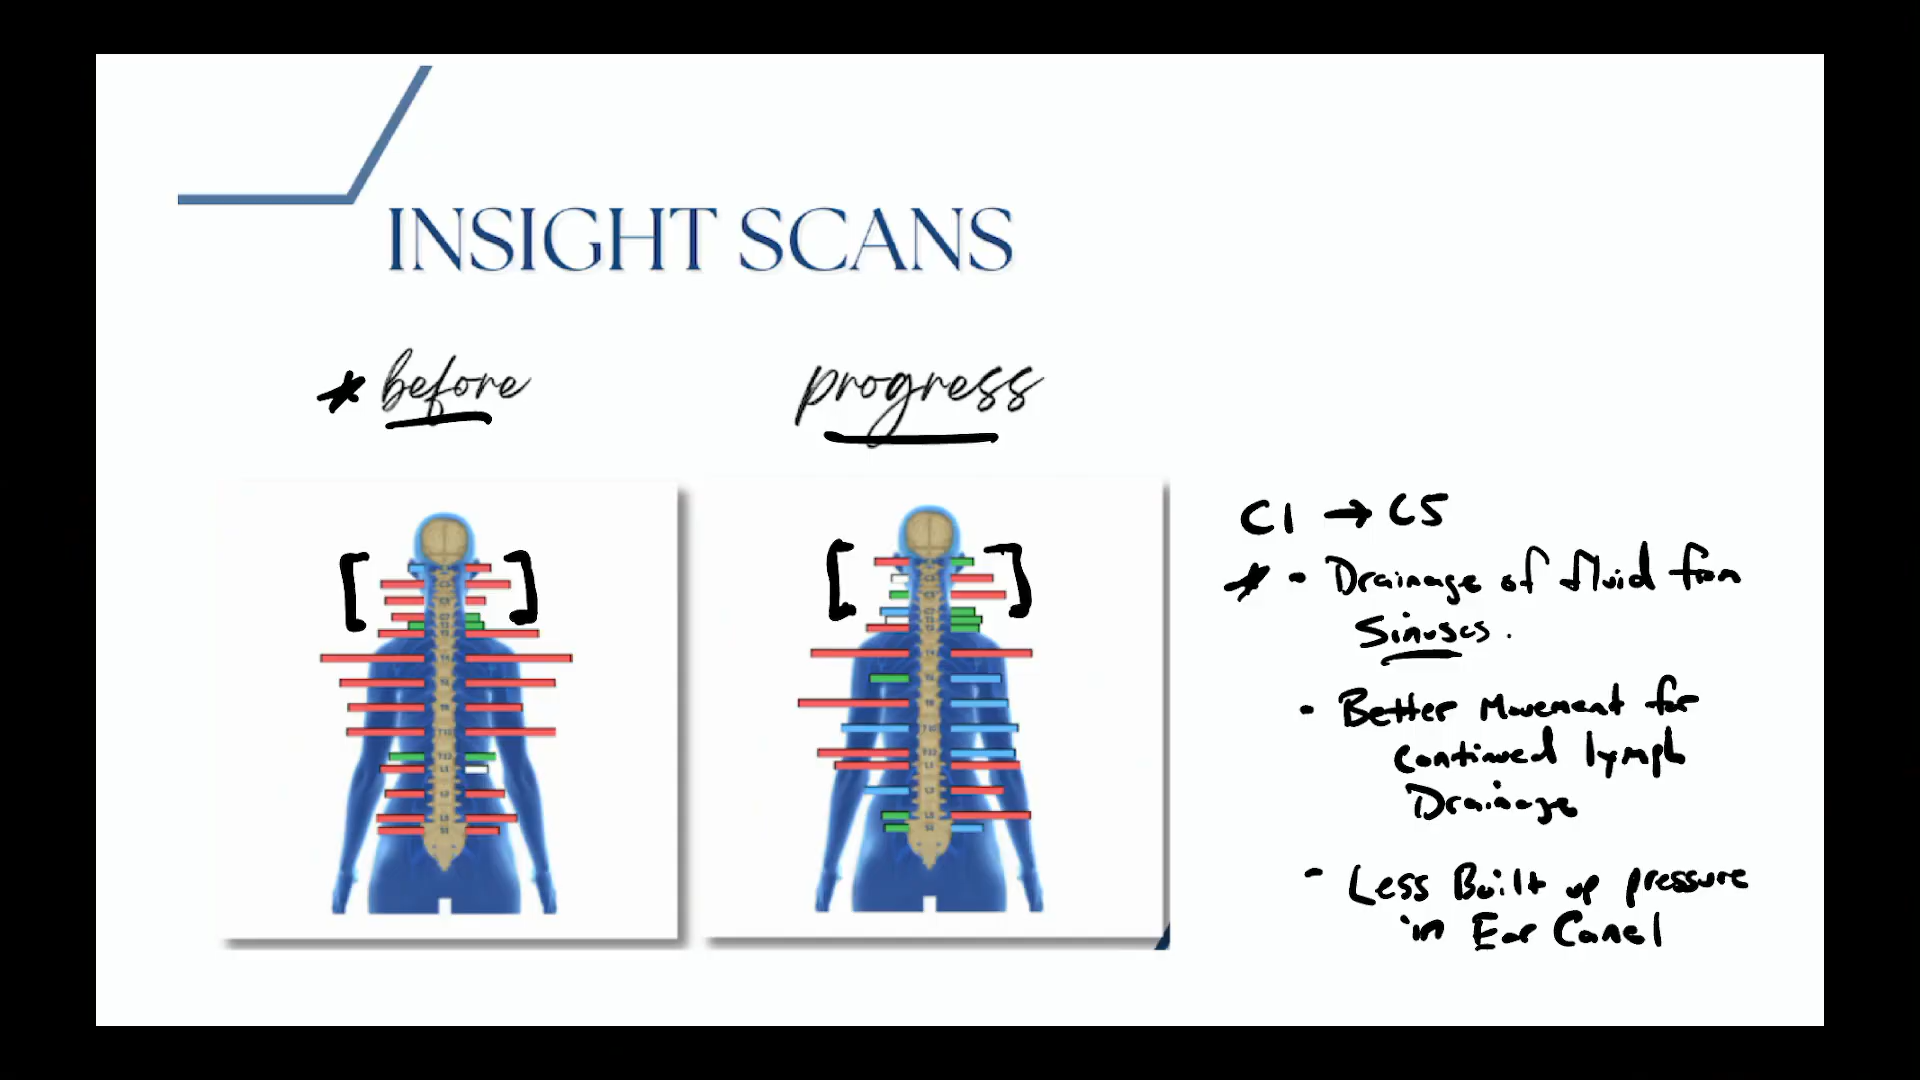 INSIGHT SCANS
before
progress
C1 → C5
- Drainage of fluid from
Sinuses.
- Better Movement for
continued lymph
Drainage
- Less Built up pressure
in Ear Canal